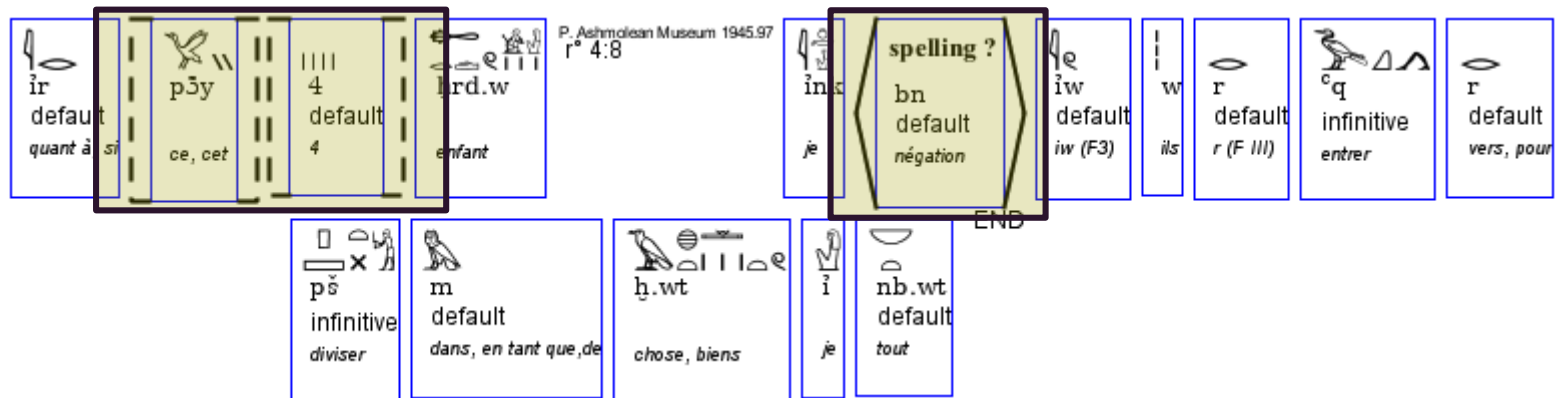 P. Ashmolean Museum 1945.97
r° 4:8
spelling ?
ỉr pꜣy 4 ẖrd.w ỉnk bn ỉw w r ꜥq r
default default default default default infinitive default
quant à si ce, cet 4 enfant je négation iw (F3) ils r (F III) entrer vers, pour
END
pš m ḫ.wt ỉ nb.wt
infinitive default default
diviser dans, en tant que,de chose, biens je tout